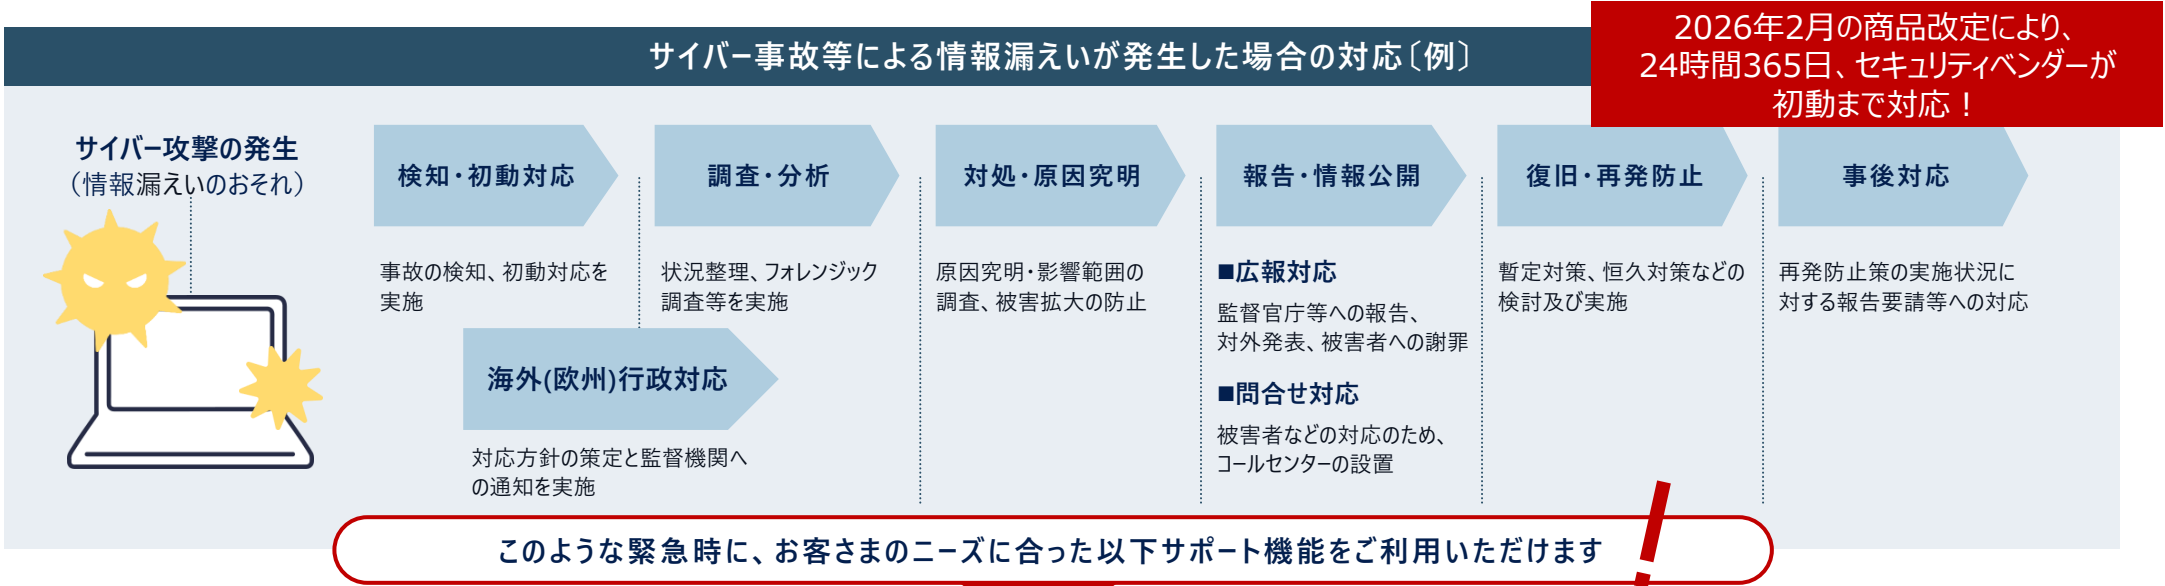 2026年2月の商品改定により、
24時間365日、セキュリティベンダーが
初動まで対応！
サイバー事故等による情報漏えいが発生した場合の対応〔例〕
サイバー攻撃の発生
（情報漏えいのおそれ）
検知・初動対応
事故の検知、初動対応を
実施
調査・分析
状況整理、フォレンジック
調査等を実施
海外(欧州)行政対応
対応方針の策定と監督機関へ
の通知を実施
対処・原因究明
原因究明・影響範囲の
調査、被害拡大の防止
報告・情報公開
■広報対応
監督官庁等への報告、
対外発表、被害者への謝罪
■問合せ対応
被害者などの対応のため、
コールセンターの設置
復旧・再発防止
暫定対策、恒久対策などの
検討及び実施
事後対応
再発防止策の実施状況に
対する報告要請等への対応
このような緊急時に、お客さまのニーズに合った以下サポート機能をご利用いただけます
!